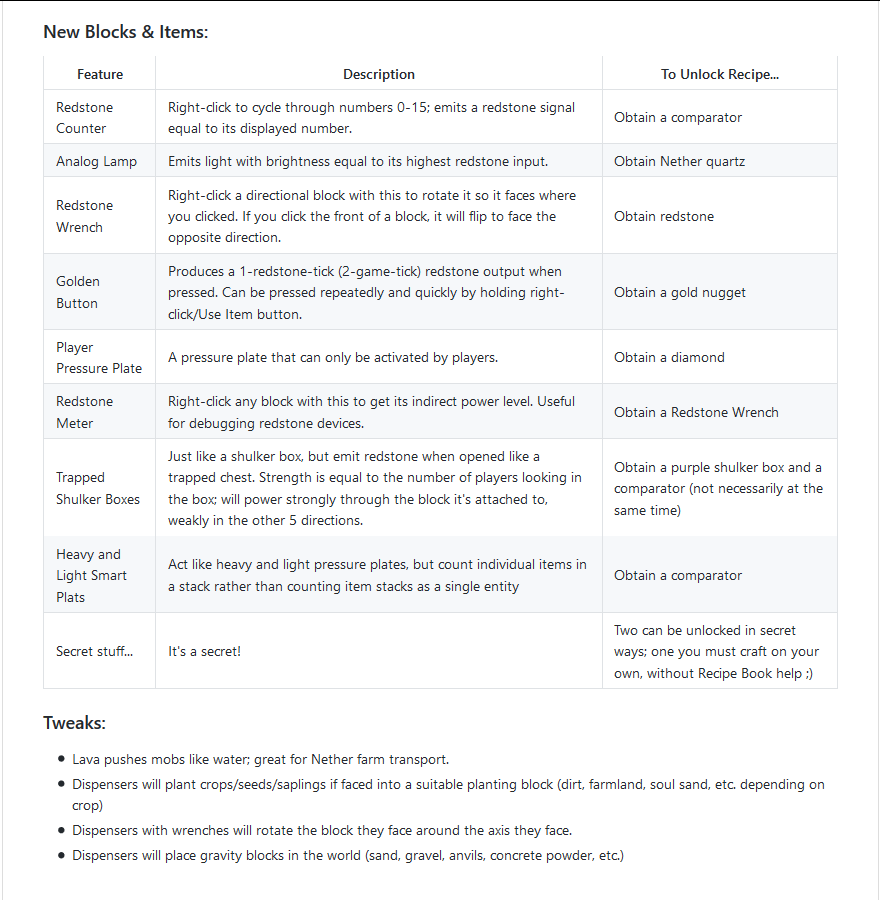 New Blocks & Items:
Feature
Description
To Unlock Recipe...
Redstone
Counter
Right-click to cycle through numbers 0-15; emits a redstone signal
equal to its displayed number.
Obtain a comparator
Analog Lamp
Emits light with brightness equal to its highest redstone input.
Obtain Nether quartz
Redstone
Wrench
Right-click a directional block with this to rotate it so it faces where
you clicked. If you click the front of a block, it will flip to face the
opposite direction.
Obtain redstone
Golden
Button
Produces a 1-redstone-tick (2-game-tick) redstone output when
pressed. Can be pressed repeatedly and quickly by holding right-
click/Use Item button.
Obtain a gold nugget
Player
Pressure Plate
A pressure plate that can only be activated by players.
Obtain a diamond
Redstone
Meter
Right-click any block with this to get its indirect power level. Useful
for debugging redstone devices.
Obtain a Redstone Wrench
Trapped
Shulker Boxes
Just like a shulker box, but emit redstone when opened like a
trapped chest. Strength is equal to the number of players looking in
the box; will power strongly through the block it's attached to,
weakly in the other 5 directions.
Obtain a purple shulker box and a
comparator (not necessarily at the
same time)
Heavy and
Light Smart
Plats
Act like heavy and light pressure plates, but count individual items in
a stack rather than counting item stacks as a single entity
Obtain a comparator
Secret stuff...
It's a secret!
Two can be unlocked in secret
ways; one you must craft on your
own, without Recipe Book help ;)
Tweaks:
● Lava pushes mobs like water; great for Nether farm transport.
● Dispensers will plant crops/seeds/saplings if faced into a suitable planting block (dirt, farmland, soul sand, etc. depending on
crop)
● Dispensers with wrenches will rotate the block they face around the axis they face.
● Dispensers will place gravity blocks in the world (sand, gravel, anvils, concrete powder, etc.)